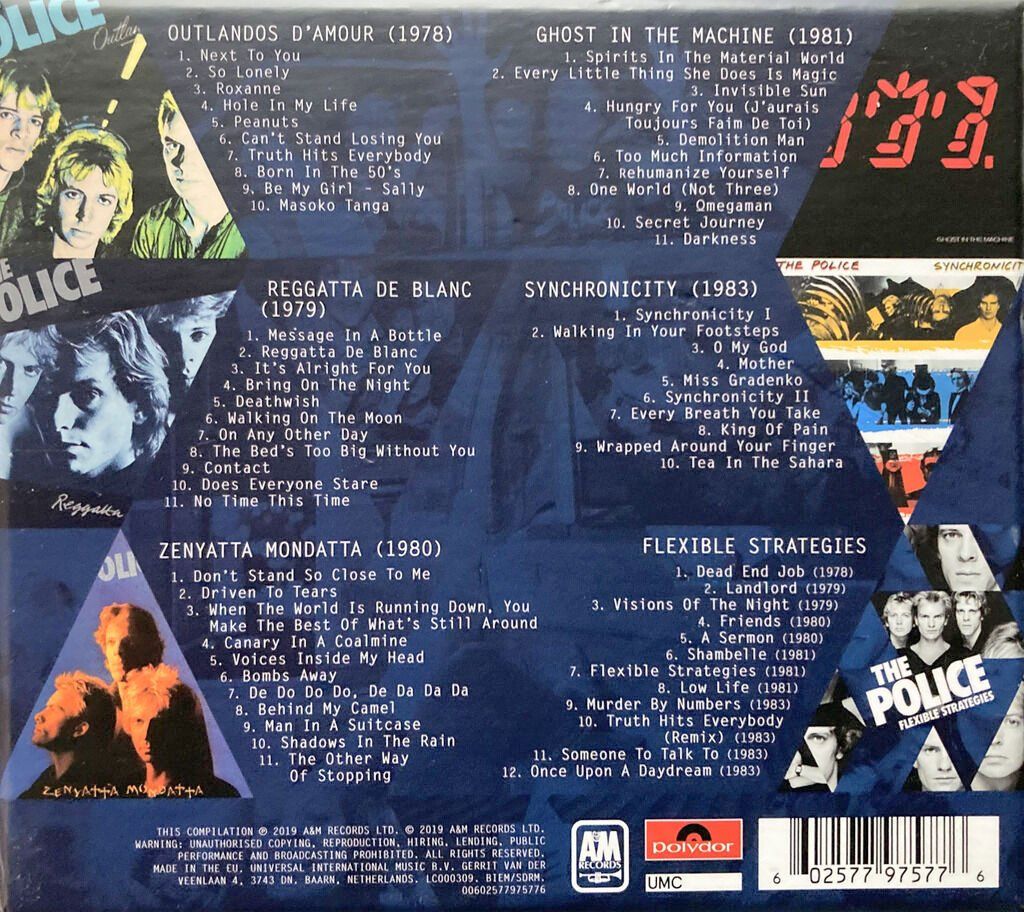 OLICE
Outlan
OUTLANDOS D'AMOUR (1978)
1. Next To You
2. So Lonely
3. Roxanne
4. Hole In My Life
5. Peanuts
6. Can't Stand Losing You
7. Truth Hits Everybody
8. Born In The 50's
9. Be My Girl - Sally
10. Masoko Tanga
GHOST IN THE MACHINE (1981)
1. Spirits In The Material World
2. Every Little Thing She Does Is Magic
3. Invisible Sun
4. Hungry For You (J'aurais
Toujours Faim De Toi)
5. Demolition Man
6. Too Much Information
7. Rehumanize Yourself
8. One World (Not Three)
9. Ωmegaman
10. Secret Journey
11. Darkness
GHOST IN THE MACHINE
THE
OLICE
Reggatta
REGGATTA DE BLANC
(1979)
1. Message In A Bottle
2. Reggatta De Blanc
3. It's Alright For You
4. Bring On The Night
5. Deathwish
6. Walking On The Moon
7. On Any Other Day
8. The Bed's Too Big Without You
9. Contact
10. Does Everyone Stare
11. No Time This Time
SYNCHRONICITY (1983)
1. Synchronicity I
2. Walking In Your Footsteps
3. O My God
4. Mother
5. Miss Gradenko
6. Synchronicity II
7. Every Breath You Take
8. King Of Pain
9. Wrapped Around Your Finger
10. Tea In The Sahara
THE POLICE SYNCHRONICIT
OLI
ZENYATTA MONDATTA
ZENYATTA MONDATTA (1980)
1. Don't Stand So Close To Me
2. Driven To Tears
3. When The World Is Running Down, You
Make The Best Of What's Still Around
4. Canary In A Coalmine
5. Voices Inside My Head
6. Bombs Away
7. De Do Do Do, De Da Da Da
8. Behind My Camel
9. Man In A Suitcase
10. Shadows In The Rain
11. The Other Way
Of Stopping
FLEXIBLE STRATEGIES
1. Dead End Job (1978)
2. Landlord (1979)
3. Visions Of The Night (1979)
4. Friends (1980)
5. A Sermon (1980)
6. Shambelle (1981)
7. Flexible Strategies (1981)
8. Low Life (1981)
9. Murder By Numbers (1983)
10. Truth Hits Everybody
(Remix) (1983)
11. Someone To Talk To (1983)
12. Once Upon A Daydream (1983)
THE
POLICE
FLEXIBLE STRATEGIES
THIS COMPILATION ℗ 2019 A&M RECORDS LTD. © 2019 A&M RECORDS LTD.
WARNING: UNAUTHORISED COPYING, REPRODUCTION, HIRING, LENDING, PUBLIC
PERFORMANCE AND BROADCASTING PROHIBITED. ALL RIGHTS RESERVED.
MADE IN THE EU. UNIVERSAL INTERNATIONAL MUSIC B.V. GERRIT VAN DER
VEENLAAN 4, 3743 DN. BAARN, NETHERLANDS. LC000309. BIEM/SDRM.
00602577975776
A&M
RECORDS
polydor
UMC
6 02577 97577 6